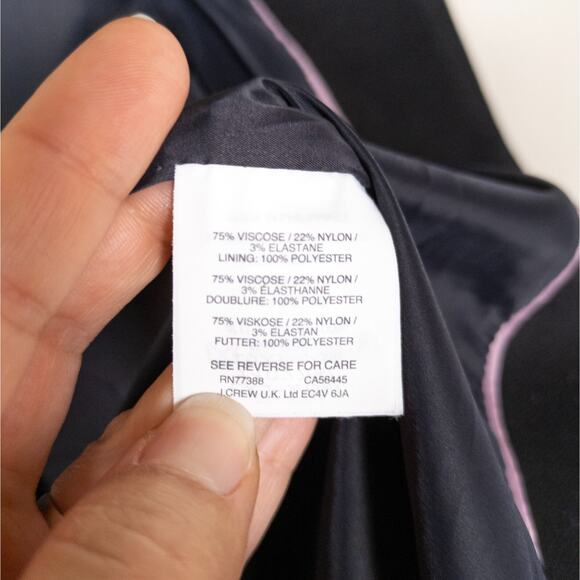 75% VISCOSE / 22% NYLON /
3% ELASTANE
LINING: 100% POLYESTER
75% VISCOSE / 22% NYLON /
3% ÉLASTHANNE
DOUBLURE: 100% POLYESTER
75% VISKOSE / 22% NYLON /
3% ELASTAN
FUTTER: 100% POLYESTER
SEE REVERSE FOR CARE
RN77388 CA56445
J.CREW U.K. Ltd EC4V 6JA